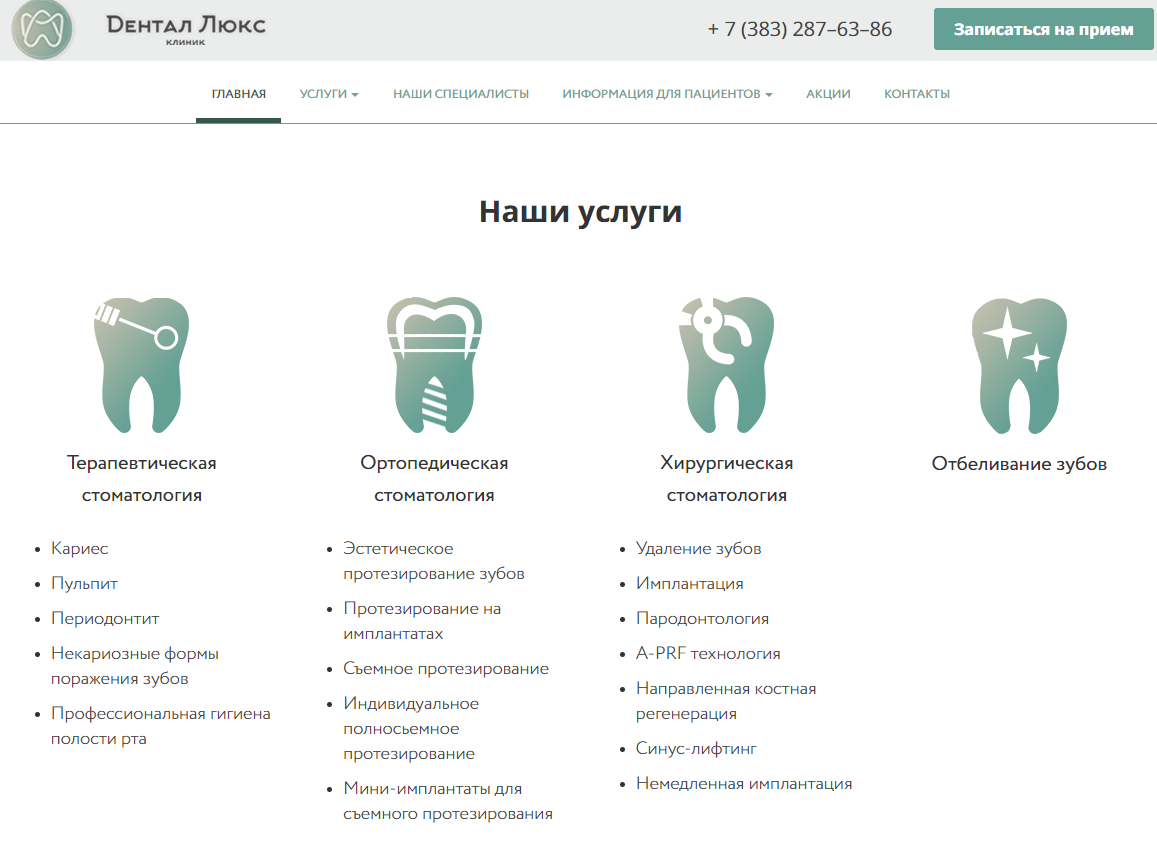 Dентал Люкс
клиник
+ 7 (383) 287–63–86
Записаться на прием
ГЛАВНАЯ
УСЛУГИ
НАШИ СПЕЦИАЛИСТЫ
ИНФОРМАЦИЯ ДЛЯ ПАЦИЕНТОВ
АКЦИИ
КОНТАКТЫ
Наши услуги
Терапевтическая
стоматология
Кариес
Пульпит
Периодонтит
Некариозные формы
поражения зубов
Профессиональная гигиена
полости рта
Ортопедическая
стоматология
Эстетическое
протезирование зубов
Протезирование на
имплантатах
Съемное протезирование
Индивидуальное
полносьемное
протезирование
Мини-имплантаты для
съемного протезирования
Хирургическая
стоматология
Удаление зубов
Имплантация
Пародонтология
A-PRF технология
Направленная костная
регенерация
Синус-лифтинг
Немедленная имплантация
Отбеливание зубов